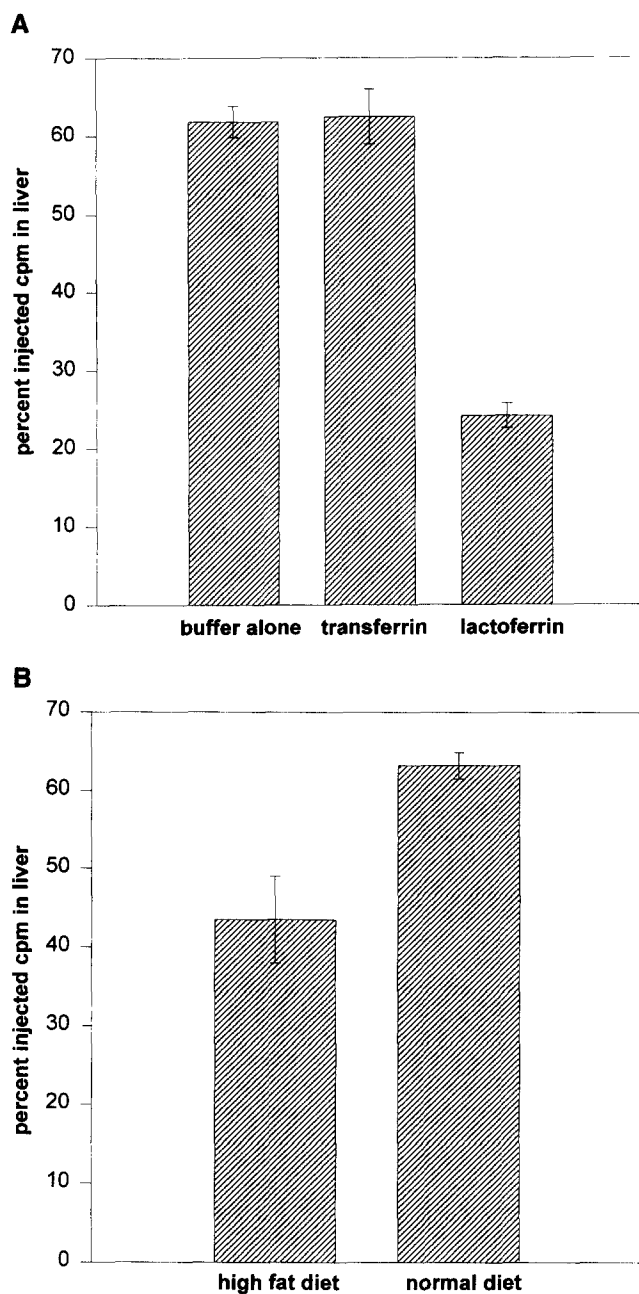 A
percent injected cpm in liver
70
60
50
40
30
20
10
0
buffer alone transferrin lactoferrin
B
percent injected cpm in liver
70
60
50
40
30
20
10
0
high fat diet normal diet